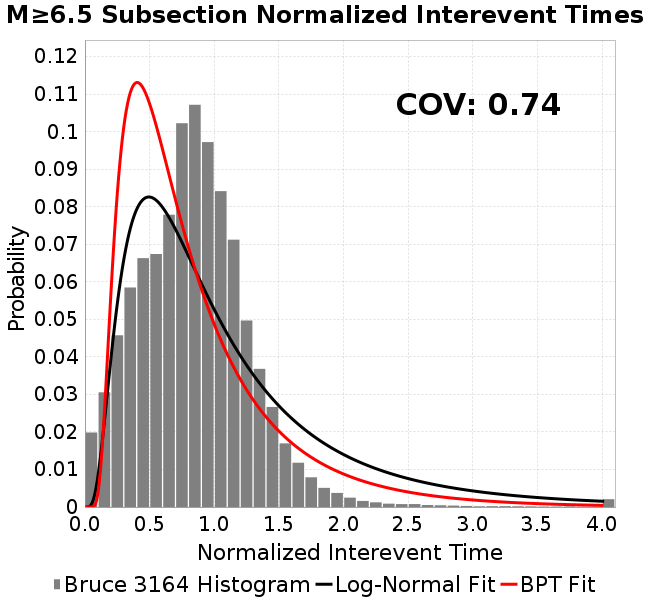 M≥6.5 Subsection Normalized Interevent Times
COV: 0.74
Probability
0.12
0.11
0.1
0.09
0.08
0.07
0.06
0.05
0.04
0.03
0.02
0.01
0
0.0 0.5 1.0 1.5 2.0 2.5 3.0 3.5 4.0
Normalized Interevent Time
Bruce 3164 Histogram Log-Normal Fit BPT Fit